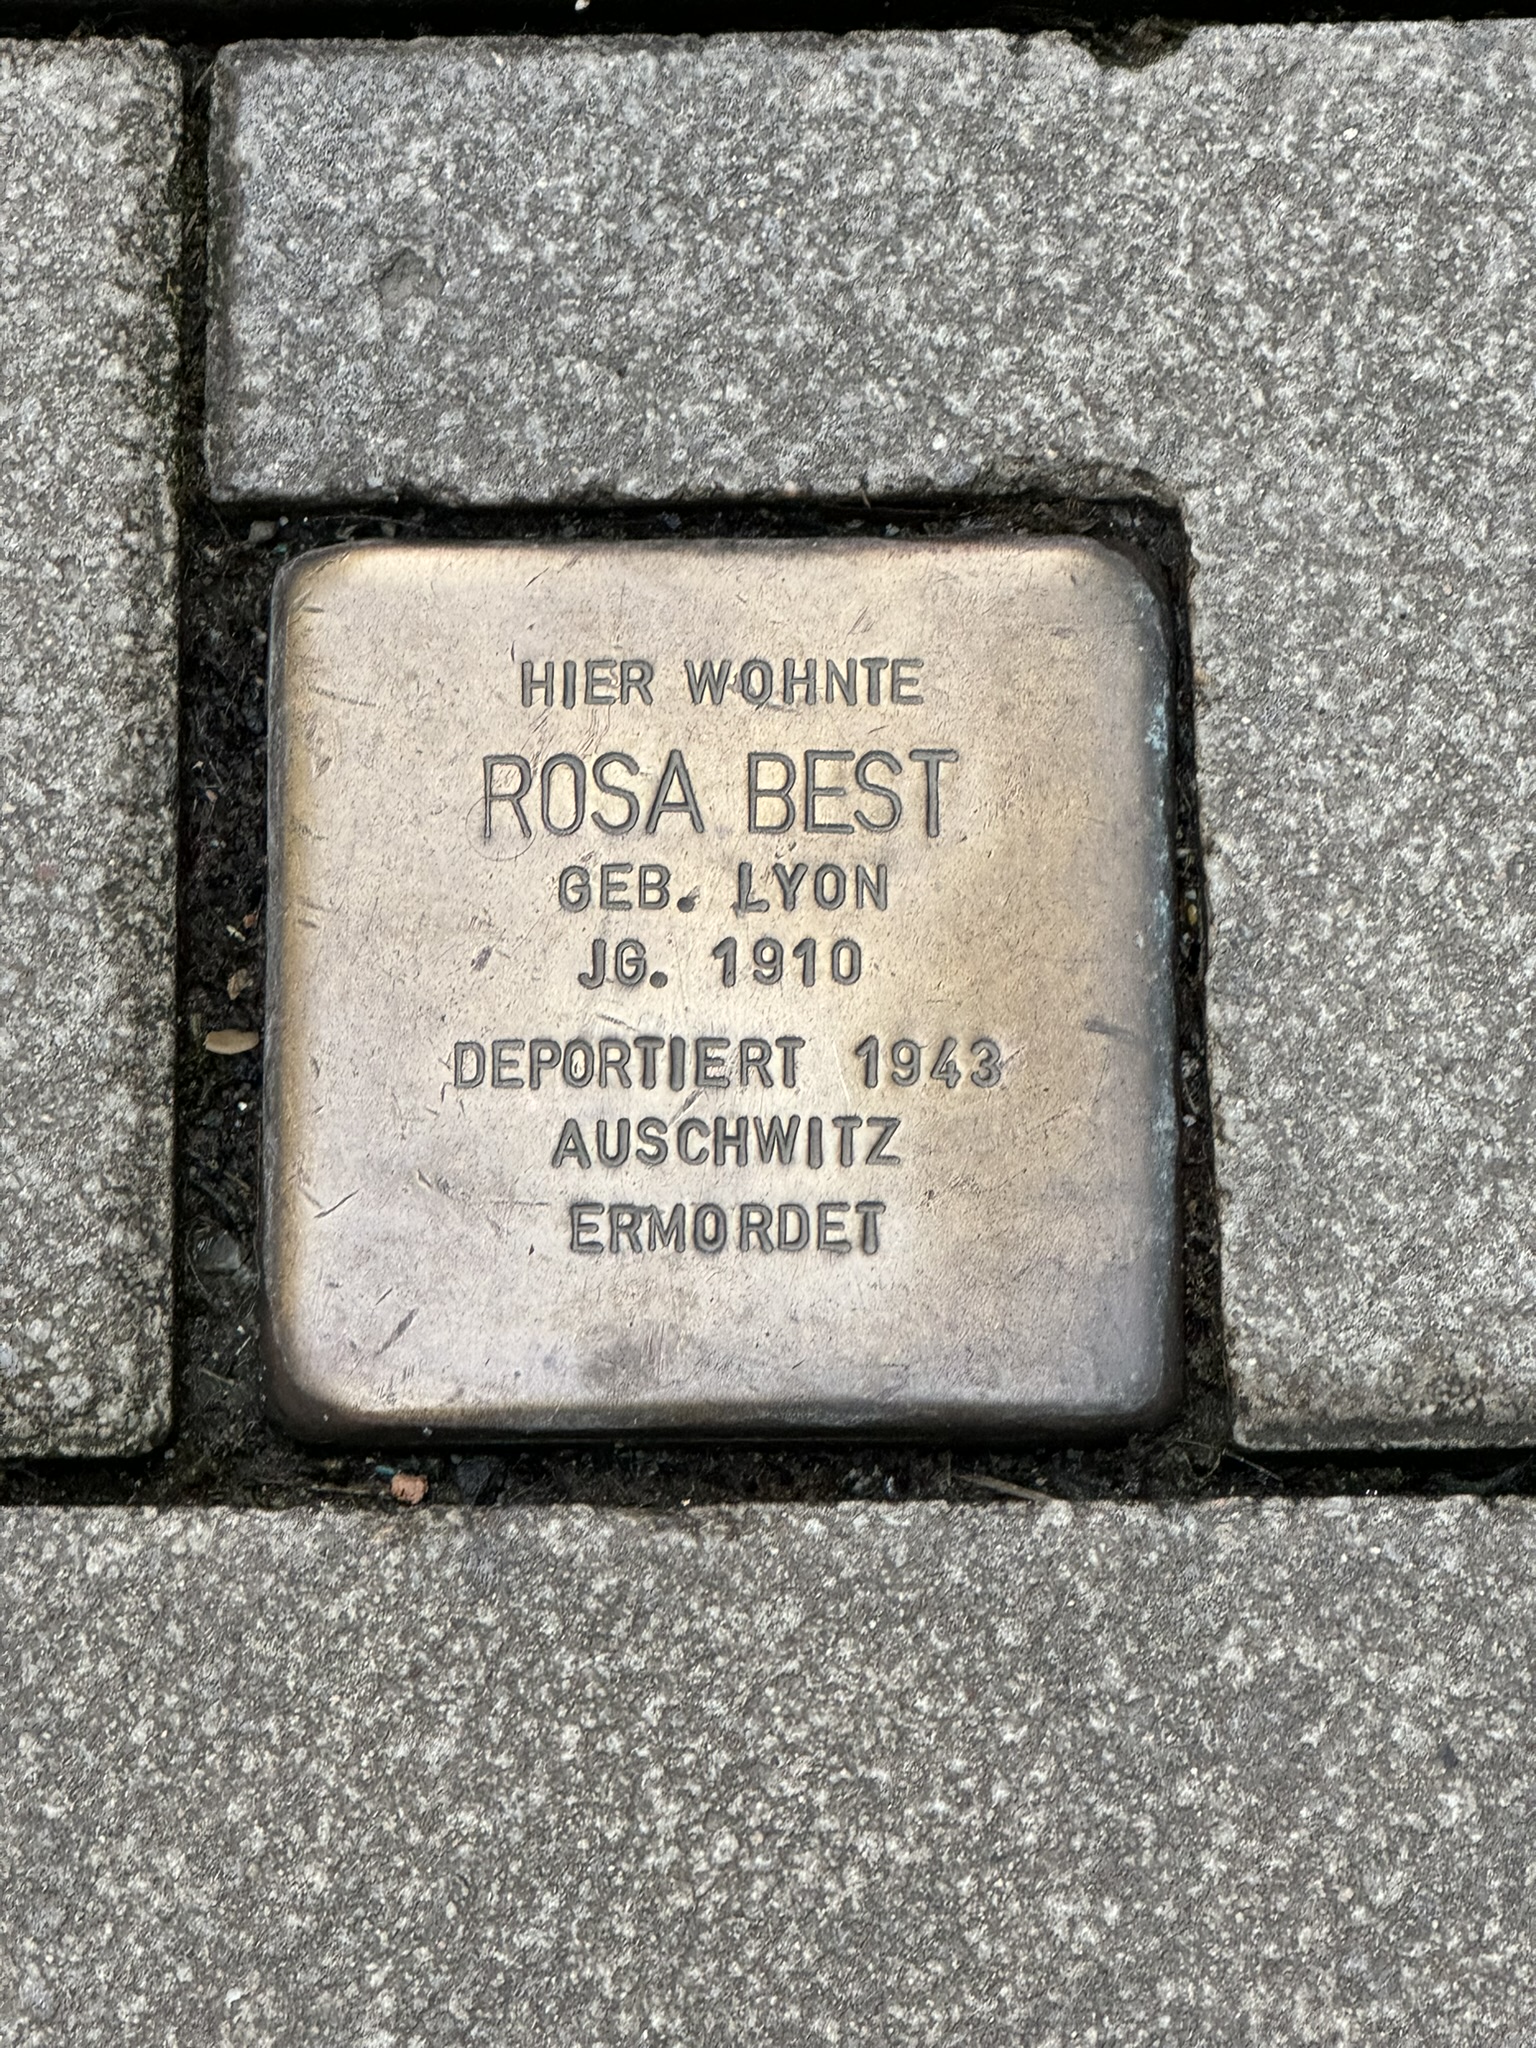 HIER WOHNTE
ROSA BEST
GEB. LYON
JG. 1910
DEPORTIERT 1943
AUSCHWITZ
ERMORDET